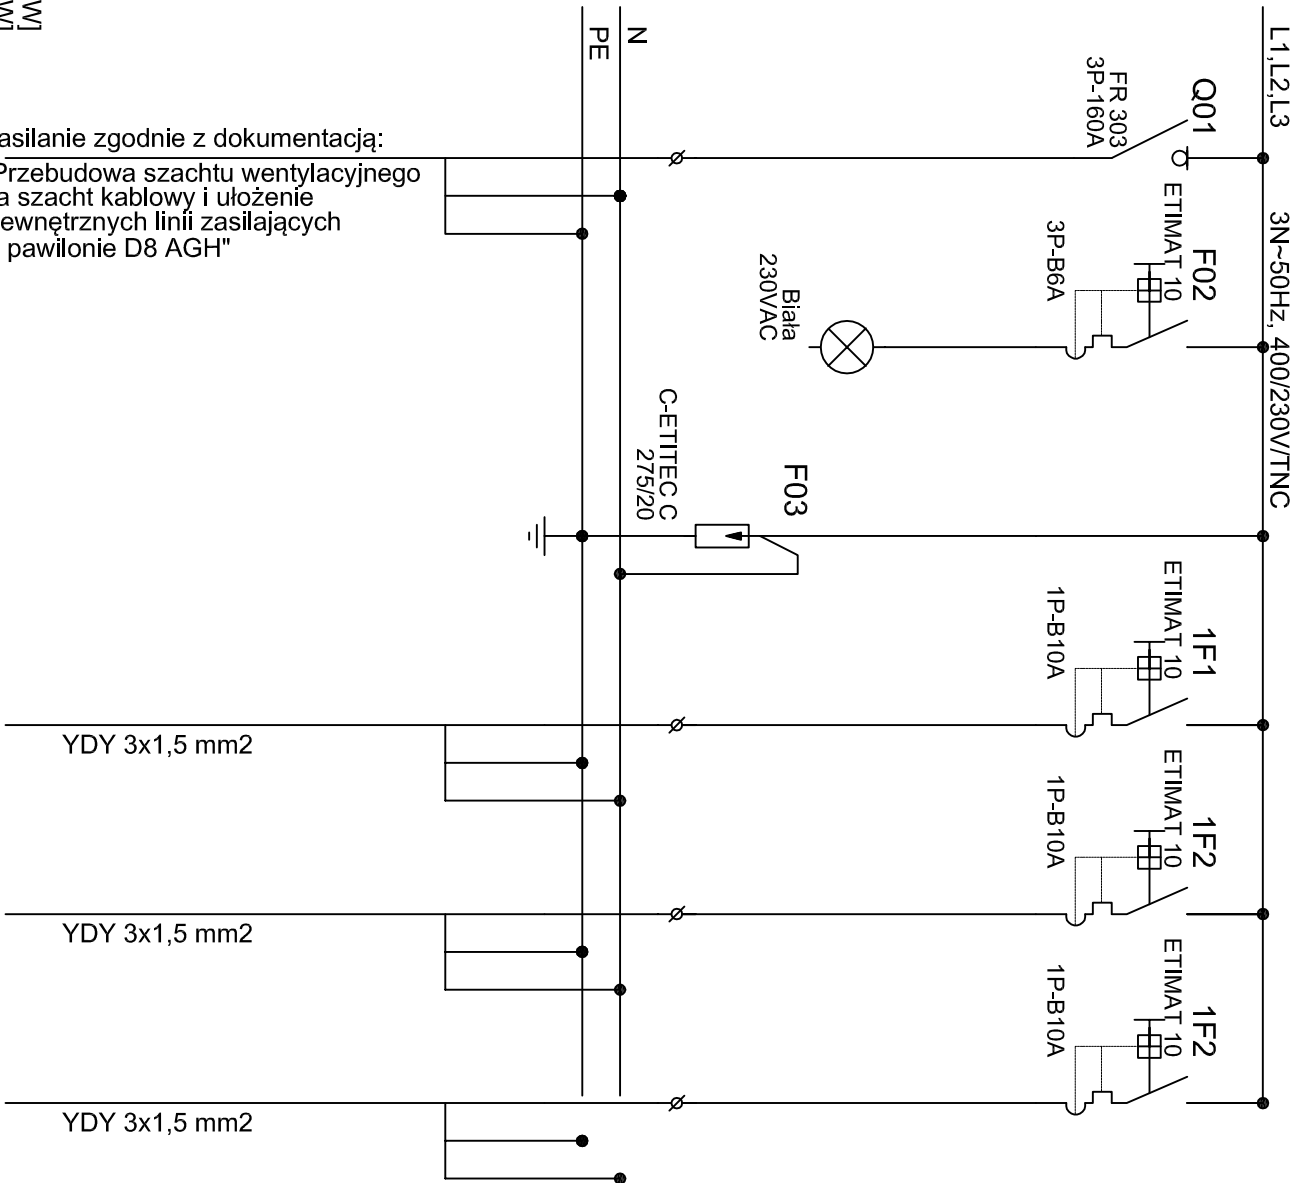 W]
W]
L1,L2,L3
3N~50Hz, 400/230V/TNC
N
PE
Q01
FR 303
3P-160A
asilanie zgodnie z dokumentacją:
Przebudowa szachtu wentylacyjnego
a szacht kablowy i ułożenie
ewnętrznych linii zasilających
pawilonie D8 AGH"
F02
ETIMAT 10
3P-B6A
Biała
230VAC
F03
C-ETITEC C
275/20
1F1
ETIMAT 10
1P-B10A
YDY 3x1,5 mm2
1F2
ETIMAT 10
1P-B10A
YDY 3x1,5 mm2
1F2
ETIMAT 10
1P-B10A
YDY 3x1,5 mm2